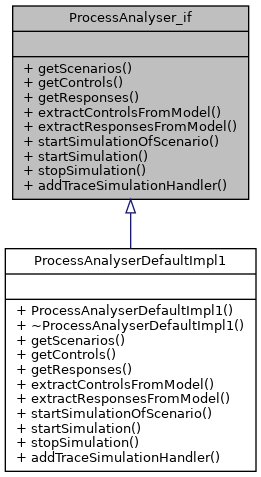 ProcessAnalyser_if
+ getScenarios()
+ getControls()
+ getResponses()
+ extractControlsFromModel()
+ extractResponsesFromModel()
+ startSimulationOfScenario()
+ startSimulation()
+ stopSimulation()
+ addTraceSimulationHandler()
ProcessAnalyserDefaultImpl1
+ ProcessAnalyserDefaultImpl1()
+ ~ProcessAnalyserDefaultImpl1()
+ getScenarios()
+ getControls()
+ getResponses()
+ extractControlsFromModel()
+ extractResponsesFromModel()
+ startSimulationOfScenario()
+ startSimulation()
+ stopSimulation()
+ addTraceSimulationHandler()